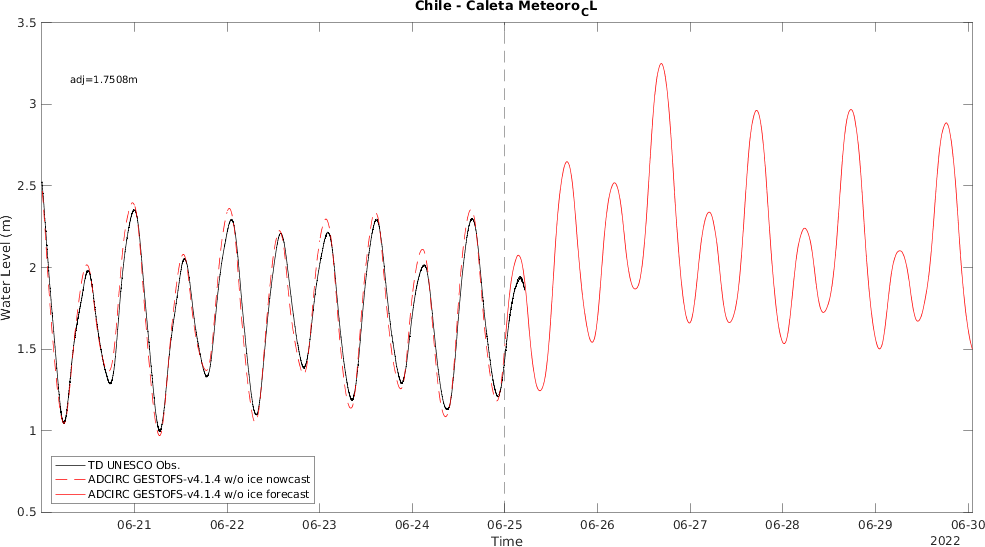 Chile - Caleta Meteoro_CL
adj=1.7508m
3.5
3
2.5
2
1.5
1
0.5
Water Level (m)
TD UNESCO Obs.
ADCIRC GESTOFS-v4.1.4 w/o ice nowcast
ADCIRC GESTOFS-v4.1.4 w/o ice forecast
06-21 06-22 06-23 06-24 06-25 06-26 06-27 06-28 06-29 06-30
Time
2022